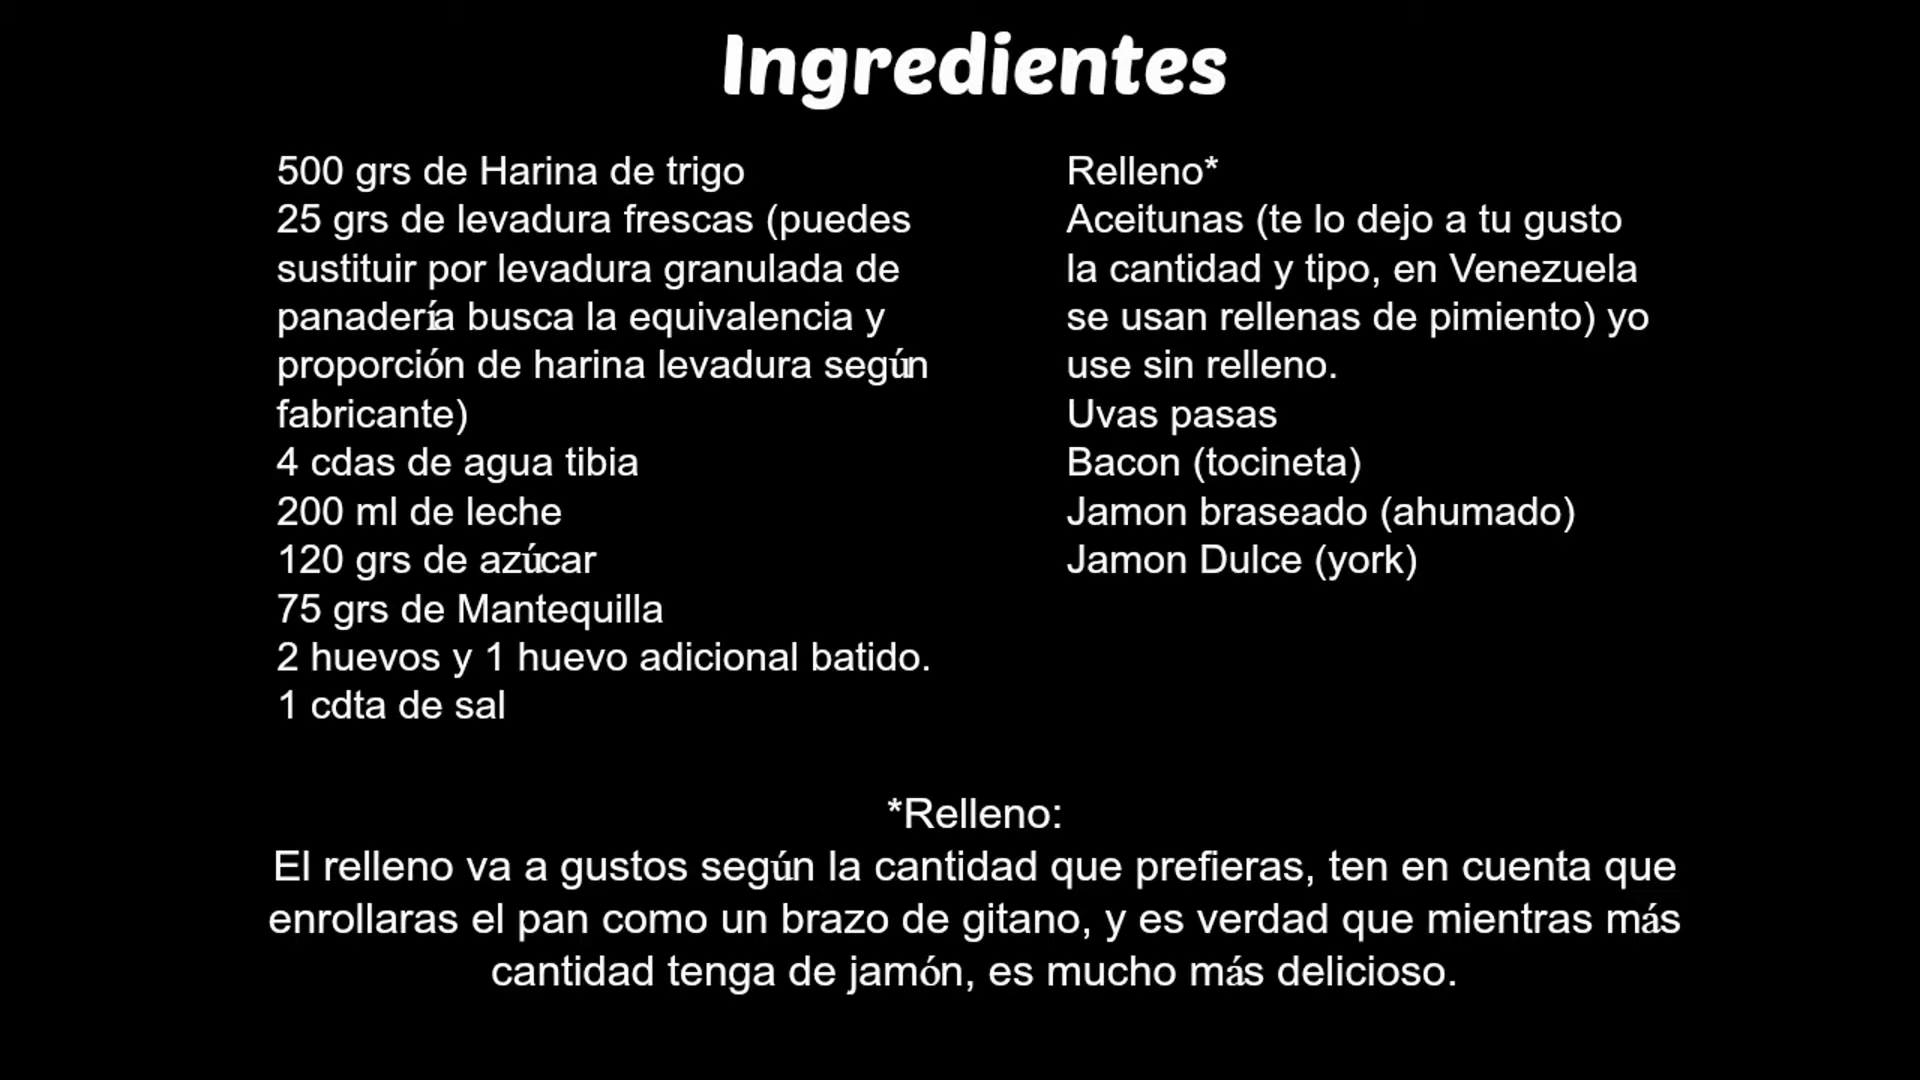 Ingredientes
500 grs de Harina de trigo
25 grs de levadura frescas (puedes
sustituir por levadura granulada de
panadería busca la equivalencia y
proporción de harina levadura según
fabricante)
4 cdas de agua tibia
200 ml de leche
120 grs de azúcar
75 grs de Mantequilla
2 huevos y 1 huevo adicional batido.
1 cdta de sal
Relleno*
Aceitunas (te lo dejo a tu gusto
la cantidad y tipo, en Venezuela
se usan rellenas de pimiento) yo
use sin relleno.
Uvas pasas
Bacon (tocineta)
Jamon braseado (ahumado)
Jamon Dulce (york)
*Relleno:
El relleno va a gustos según la cantidad que prefieras, ten en cuenta que
enrollaras el pan como un brazo de gitano, y es verdad que mientras más
cantidad tenga de jamón, es mucho más delicioso.